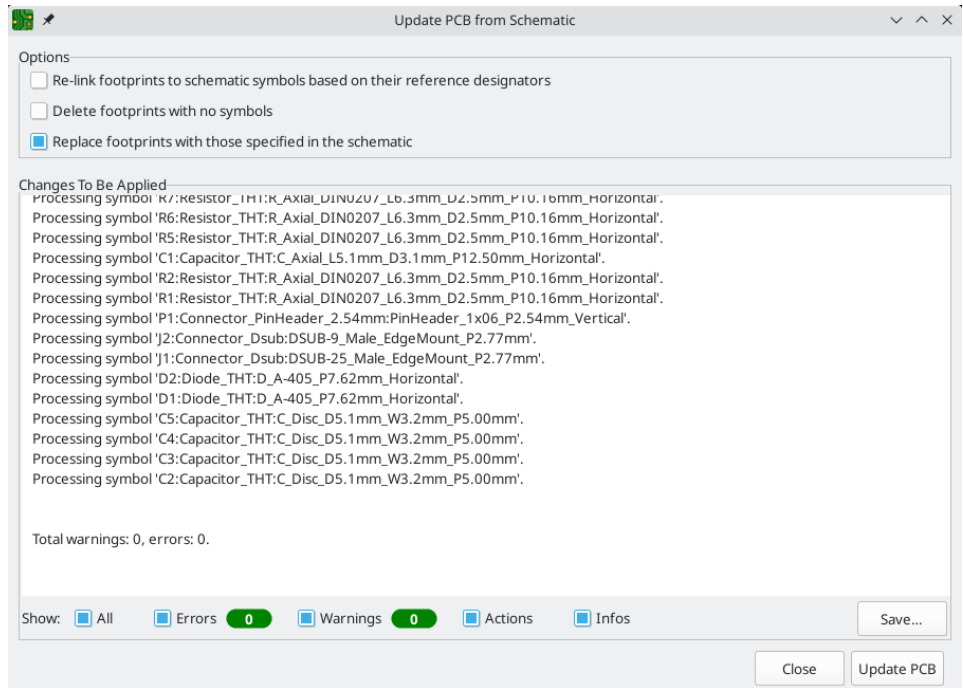 Update PCB from Schematic
Options
Re-link footprints to schematic symbols based on their reference designators
Delete footprints with no symbols
Replace footprints with those specified in the schematic
Changes To Be Applied
Processing symbol 'R7:Resistor_THT:R_Axial_DIN0207_L6.3mm_D2.5mm_P10.16mm_Horizontal'.
Processing symbol 'R6:Resistor_THT:R_Axial_DIN0207_L6.3mm_D2.5mm_P10.16mm_Horizontal'.
Processing symbol 'R5:Resistor_THT:R_Axial_DIN0207_L6.3mm_D2.5mm_P10.16mm_Horizontal'.
Processing symbol 'C1:Capacitor_THT:C_Axial_L5.1mm_D3.1mm_P12.50mm_Horizontal'.
Processing symbol 'R2:Resistor_THT:R_Axial_DIN0207_L6.3mm_D2.5mm_P10.16mm_Horizontal'.
Processing symbol 'R1:Resistor_THT:R_Axial_DIN0207_L6.3mm_D2.5mm_P10.16mm_Horizontal'.
Processing symbol 'P1:Connector_PinHeader_2.54mm:PinHeader_1x06_P2.54mm_Vertical'.
Processing symbol 'J2:Connector_Dsub:DSUB-9_Male_EdgeMount_P2.77mm'.
Processing symbol 'J1:Connector_Dsub:DSUB-25_Male_EdgeMount_P2.77mm'.
Processing symbol 'D2:Diode_THT:D_A-405_P7.62mm_Horizontal'.
Processing symbol 'D1:Diode_THT:D_A-405_P7.62mm_Horizontal'.
Processing symbol 'C5:Capacitor_THT:C_Disc_D5.1mm_W3.2mm_P5.00mm'.
Processing symbol 'C4:Capacitor_THT:C_Disc_D5.1mm_W3.2mm_P5.00mm'.
Processing symbol 'C3:Capacitor_THT:C_Disc_D5.1mm_W3.2mm_P5.00mm'.
Processing symbol 'C2:Capacitor_THT:C_Disc_D5.1mm_W3.2mm_P5.00mm'.
Total warnings: 0, errors: 0.
Show: All Errors 0 Warnings 0 Actions Infos Save...
Close Update PCB